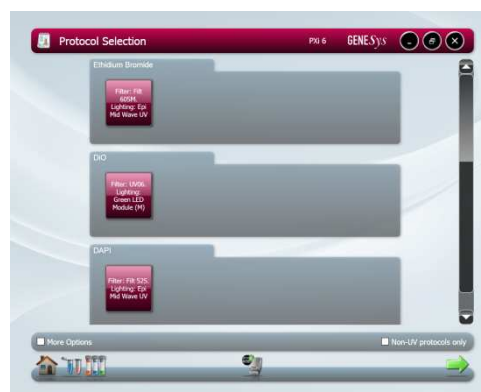 Protocol Selection
PXi 6
GENESys
Ethidium Bromide
Filter: Filt
605M.
Lighting: Epi
Mid Wave UV
DiO
Filter: UV06.
Lighting:
Green LED
Module (M)
DAPI
Filter: Filt 525.
Lighting: Epi
Mid Wave UV
More Options
Non-UV protocols only